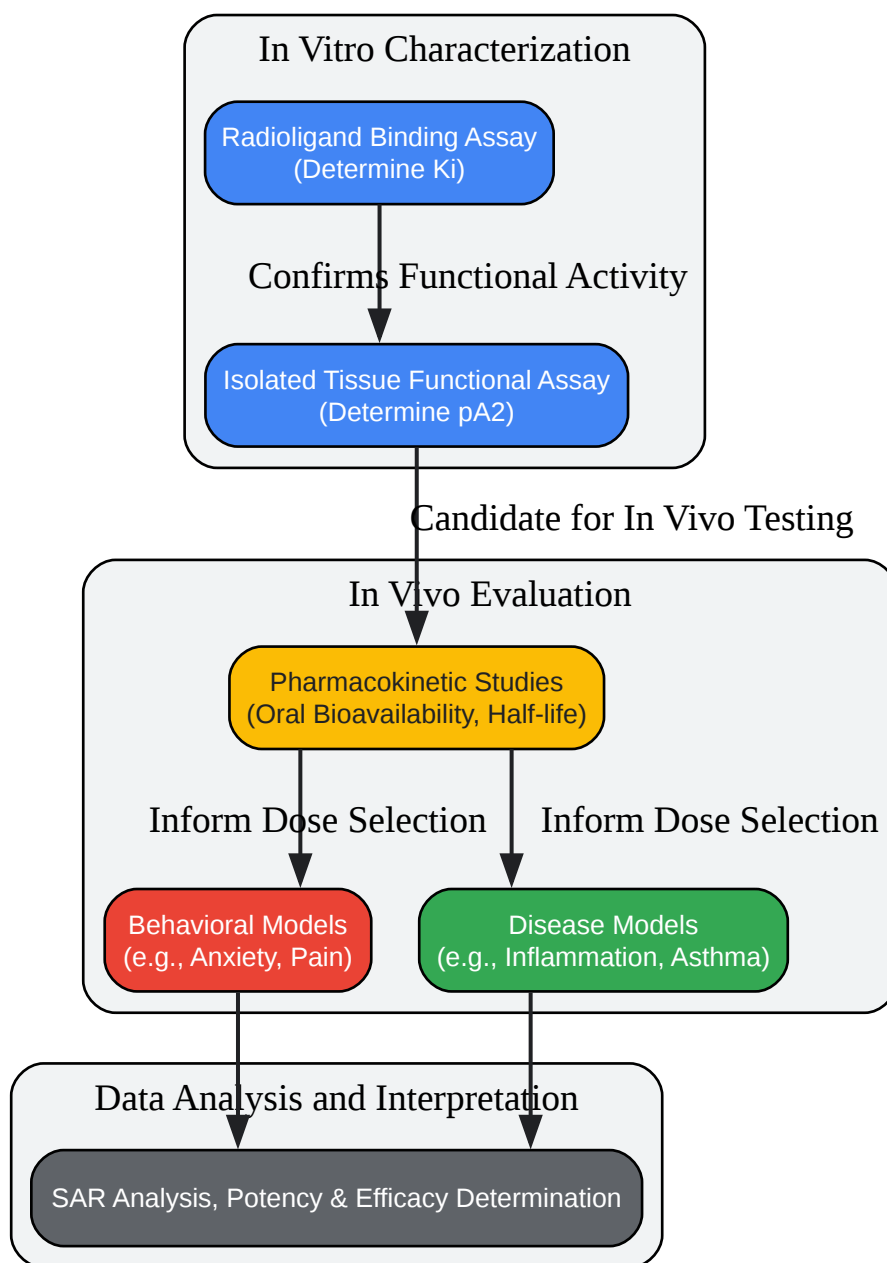 In Vitro Characterization
Radioligand Binding Assay
(Determine Ki)
Confirms Functional Activity
Isolated Tissue Functional Assay
(Determine pA2)
Candidate for In Vivo Testing
In Vivo Evaluation
Pharmacokinetic Studies
(Oral Bioavailability, Half-life)
Inform Dose Selection
Inform Dose Selection
Behavioral Models
(e.g., Anxiety, Pain)
Disease Models
(e.g., Inflammation, Asthma)
Data Analysis and Interpretation
SAR Analysis, Potency & Efficacy Determination